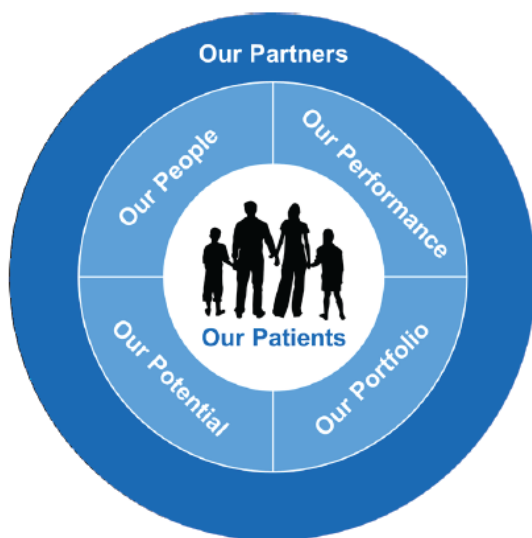 Our Partners
Our People
Our Performance
Our Patients
Our Potential
Our Portfolio